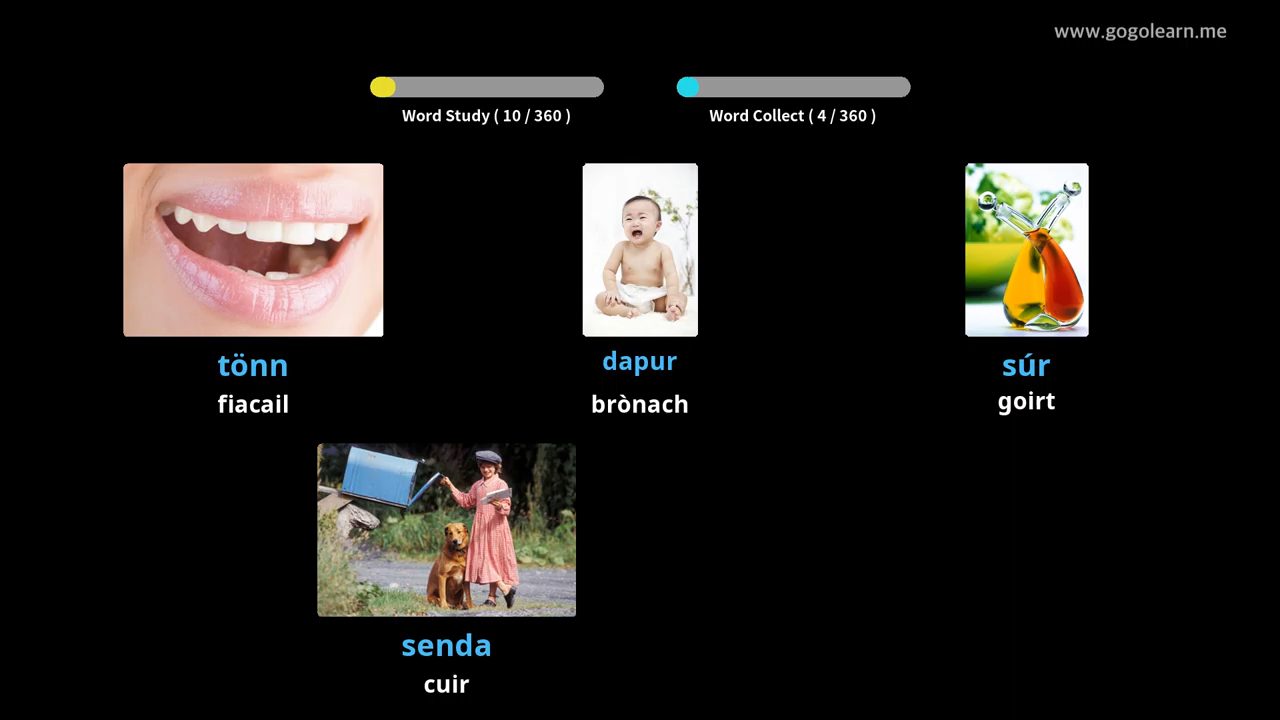 www.gogolearn.me
Word Study ( 10 / 360 )
Word Collect ( 4 / 360 )
tönn
fiacail
dapur
brònach
súr
goirt
senda
cuir